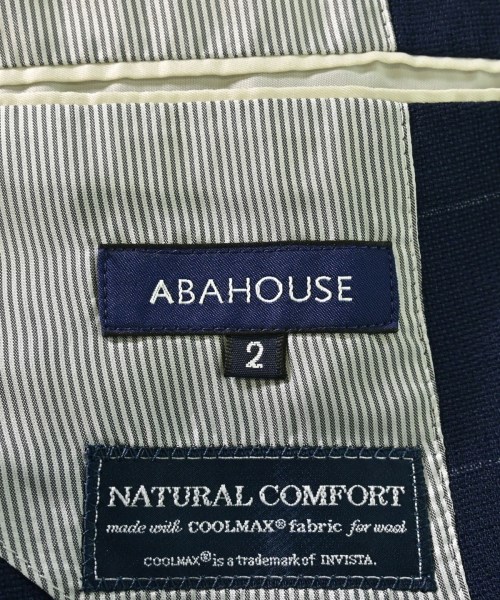 ABAHOUSE
2
NATURAL COMFORT
made with COOLMAX® fabric for wool
COOLMAX® is a trademark of INVISTA.